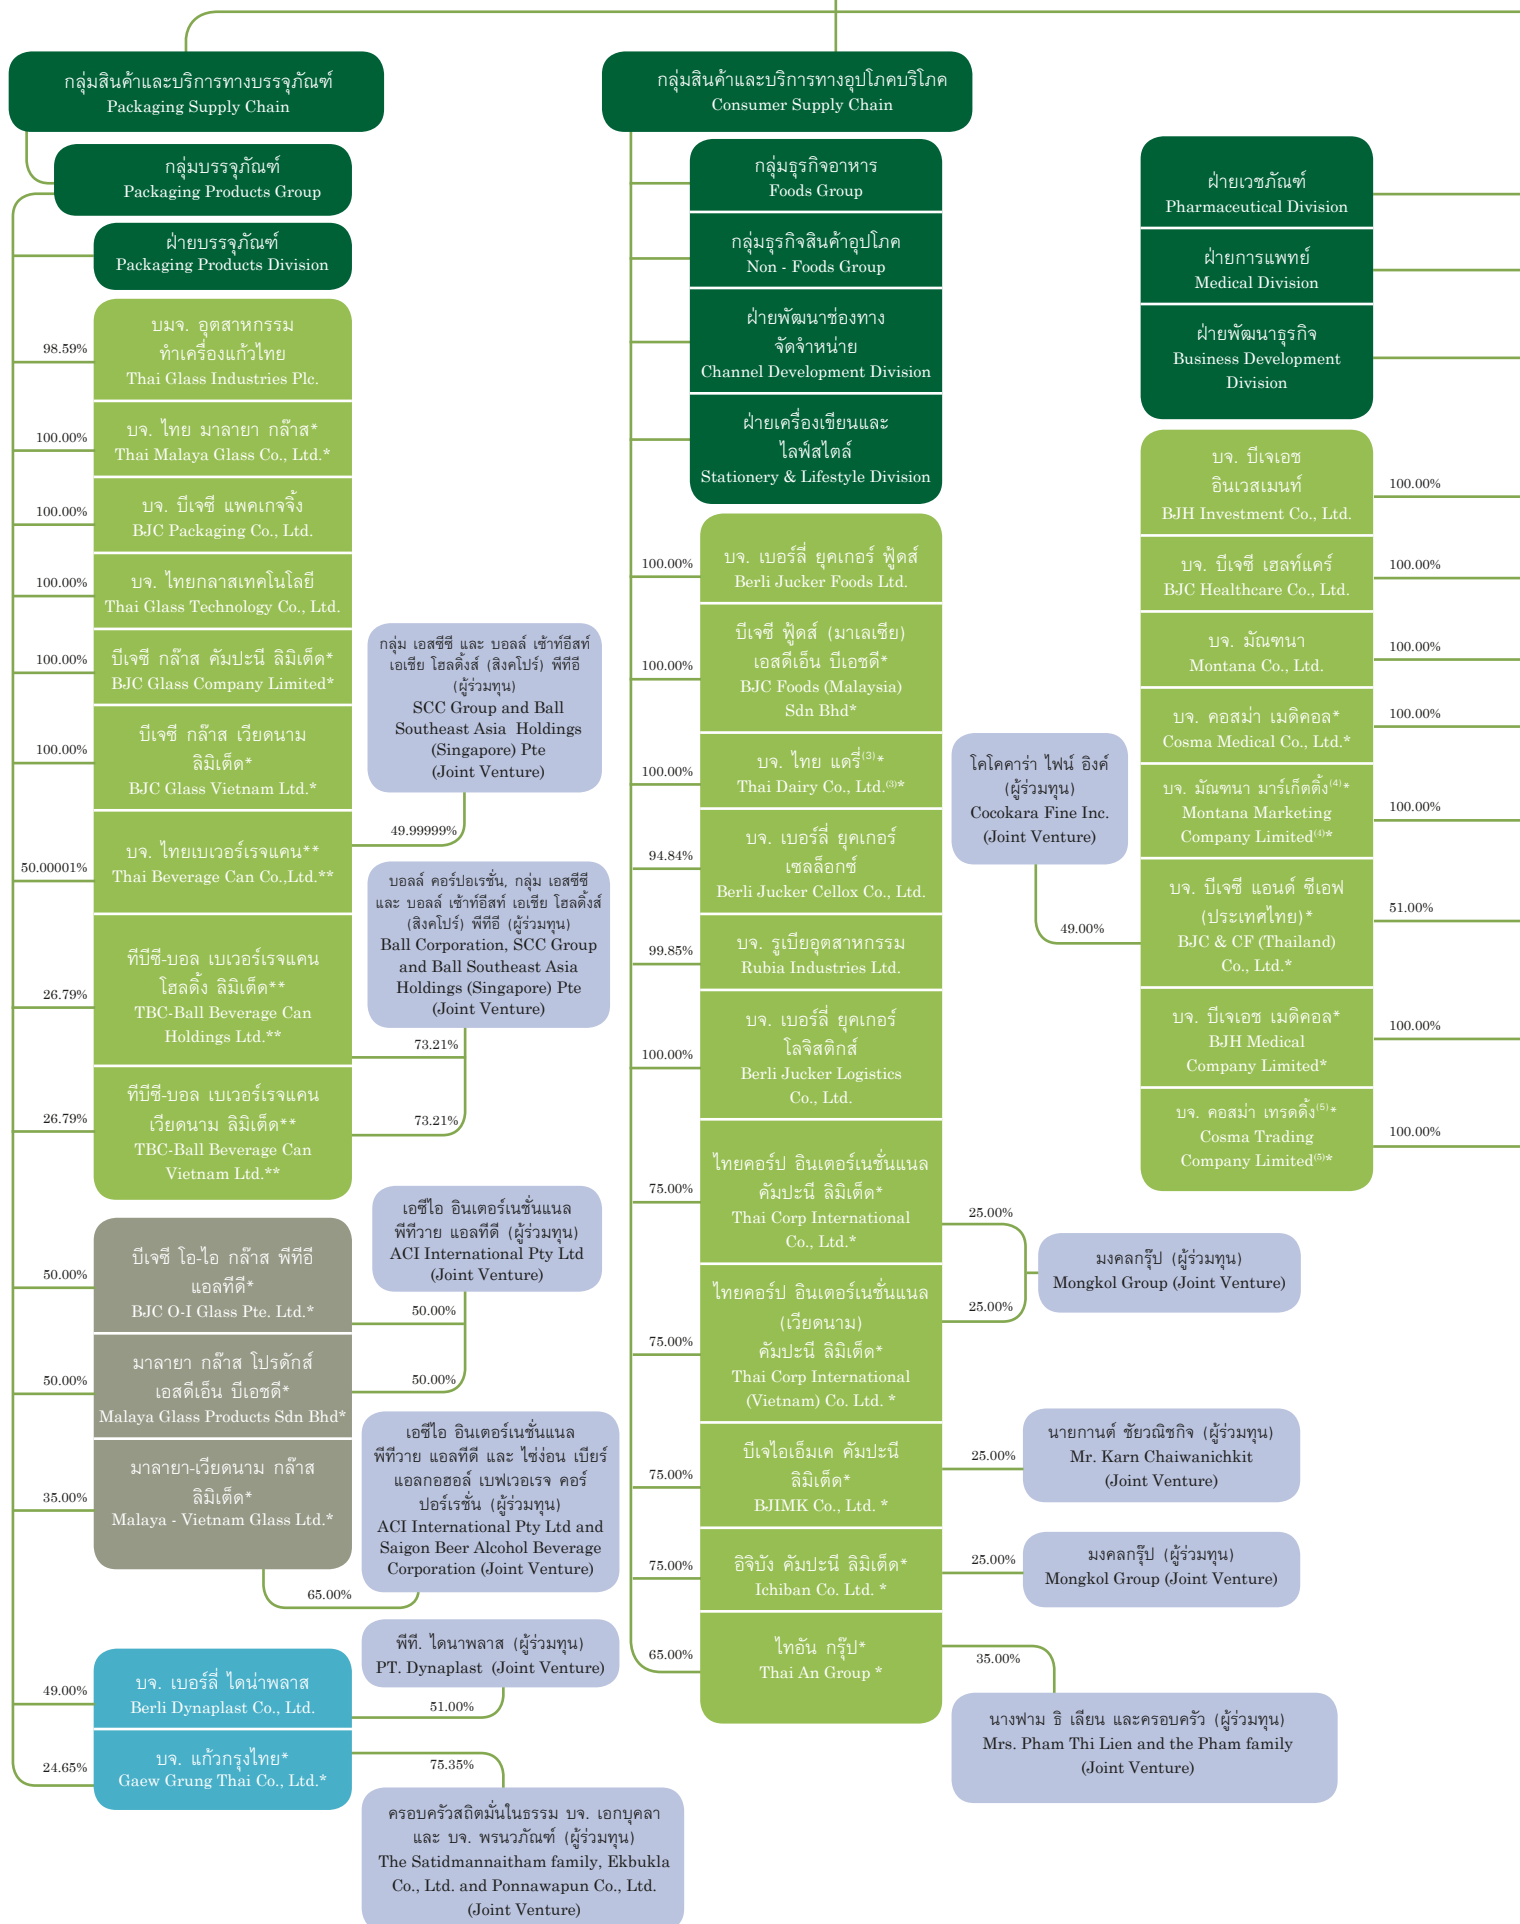 กลุ่มสินค้าและบริการทางบรรจุภัณฑ์
Packaging Supply Chain
กลุ่มบรรจุภัณฑ์
Packaging Products Group
ฝ่ายบรรจุภัณฑ์
Packaging Products Division
98.59%
บมจ. อุตสาหกรรม
ทำเครื่องแก้วไทย
Thai Glass Industries Plc.
100.00%
บจ. ไทย มาลายา กล๊าส*
Thai Malaya Glass Co., Ltd.*
100.00%
บจ. บีเจซี แพคเกจจิ้ง
BJC Packaging Co., Ltd.
100.00%
บจ. ไทยกลาสเทคโนโลยี
Thai Glass Technology Co., Ltd.
100.00%
บีเจซี กล๊าส คัมปะนี ลิมิเต็ด*
BJC Glass Company Limited*
100.00%
บีเจซี กล๊าส เวียดนาม
ลิมิเต็ด*
BJC Glass Vietnam Ltd.*
50.00001%
บจ. ไทยเบเวอร์เรจแคน**
Thai Beverage Can Co.,Ltd.**
49.99999%
กลุ่ม เอสซีซี และ บอลล์ เซ้าท์อีสท์
เอเชีย โฮลดิ้งส์ (สิงคโปร์) พีทีอี
(ผู้ร่วมทุน)
SCC Group and Ball
Southeast Asia Holdings
(Singapore) Pte
(Joint Venture)
26.79%
ทีบีซี-บอล เบเวอร์เรจแคน
โฮลดิ้ง ลิมิเต็ด**
TBC-Ball Beverage Can
Holdings Ltd.**
73.21%
บอลล์ คอร์ปอเรชั่น, กลุ่ม เอสซีซี
และ บอลล์ เซ้าท์อีสท์ เอเชีย โฮลดิ้งส์
(สิงคโปร์) พีทีอี (ผู้ร่วมทุน)
Ball Corporation, SCC Group
and Ball Southeast Asia
Holdings (Singapore) Pte
(Joint Venture)
26.79%
ทีบีซี-บอล เบเวอร์เรจแคน
เวียดนาม ลิมิเต็ด**
TBC-Ball Beverage Can
Vietnam Ltd.**
73.21%
50.00%
บีเจซี โอ-ไอ กล๊าส พีทีอี
แอลทีดี*
BJC O-I Glass Pte. Ltd.*
50.00%
เอซีไอ อินเตอร์เนชั่นแนล
พีทีวาย แอลทีดี (ผู้ร่วมทุน)
ACI International Pty Ltd
(Joint Venture)
50.00%
มาลายา กล๊าส โปรดักส์
เอสดีเอ็น บีเอชดี*
Malaya Glass Products Sdn Bhd*
50.00%
35.00%
มาลายา-เวียดนาม กล๊าส
ลิมิเต็ด*
Malaya - Vietnam Glass Ltd.*
65.00%
เอซีไอ อินเตอร์เนชั่นแนล
พีทีวาย แอลทีดี และ ไซ่ง่อน เบียร์
แอลกอฮอล์ เบฟเวอเรจ คอร์
ปอร์เรชั่น (ผู้ร่วมทุน)
ACI International Pty Ltd and
Saigon Beer Alcohol Beverage
Corporation (Joint Venture)
49.00%
บจ. เบอร์ลี่ ไดน่าพลาส
Berli Dynaplast Co., Ltd.
51.00%
พีที. ไดนาพลาส (ผู้ร่วมทุน)
PT. Dynaplast (Joint Venture)
24.65%
บจ. แก้วกรุงไทย*
Gaew Grung Thai Co., Ltd.*
75.35%
ครอบครัวสถิตมั่นในธรรม บจ. เอกบุคลา
และ บจ. พรนวภัณฑ์ (ผู้ร่วมทุน)
The Satidmannaitham family, Ekbukla
Co., Ltd. and Ponnawapun Co., Ltd.
(Joint Venture)
กลุ่มสินค้าและบริการทางอุปโภคบริโภค
Consumer Supply Chain
กลุ่มธุรกิจอาหาร
Foods Group
กลุ่มธุรกิจสินค้าอุปโภค
Non - Foods Group
ฝ่ายพัฒนาช่องทาง
จัดจำหน่าย
Channel Development Division
ฝ่ายเครื่องเขียนและ
ไลฟ์สไตล์
Stationery & Lifestyle Division
100.00%
บจ. เบอร์ลี่ ยุคเกอร์ ฟู้ดส์
Berli Jucker Foods Ltd.
100.00%
บีเจซี ฟู้ดส์ (มาเลเซีย)
เอสดีเอ็น บีเอชดี*
BJC Foods (Malaysia)
Sdn Bhd*
100.00%
บจ. ไทย แดรี่(3)*
Thai Dairy Co., Ltd.(3)*
94.84%
บจ. เบอร์ลี่ ยุคเกอร์
เซลล็อกซ์
Berli Jucker Cellox Co., Ltd.
99.85%
บจ. รูเบียอุตสาหกรรม
Rubia Industries Ltd.
100.00%
บจ. เบอร์ลี่ ยุคเกอร์
โลจิสติกส์
Berli Jucker Logistics
Co., Ltd.
75.00%
ไทยคอร์ป อินเตอร์เนชั่นแนล
คัมปะนี ลิมิเต็ด*
Thai Corp International
Co., Ltd.*
25.00%
มงคลกรุ๊ป (ผู้ร่วมทุน)
Mongkol Group (Joint Venture)
75.00%
ไทยคอร์ป อินเตอร์เนชั่นแนล
(เวียดนาม)
คัมปะนี ลิมิเต็ด*
Thai Corp International
(Vietnam) Co. Ltd. *
25.00%
75.00%
บีเจไอเอ็มเค คัมปะนี
ลิมิเต็ด*
BJIMK Co., Ltd. *
25.00%
นายกานต์ ชัยวณิชกิจ (ผู้ร่วมทุน)
Mr. Karn Chaiwanichkit
(Joint Venture)
75.00%
อิจิบัง คัมปะนี ลิมิเต็ด*
Ichiban Co. Ltd. *
25.00%
มงคลกรุ๊ป (ผู้ร่วมทุน)
Mongkol Group (Joint Venture)
65.00%
ไทอัน กรุ๊ป*
Thai An Group *
35.00%
นางฟาม ธิ เลียน และครอบครัว (ผู้ร่วมทุน)
Mrs. Pham Thi Lien and the Pham family
(Joint Venture)
ฝ่ายเวชภัณฑ์
Pharmaceutical Division
ฝ่ายการแพทย์
Medical Division
ฝ่ายพัฒนาธุรกิจ
Business Development
Division
บจ. บีเจเอช
อินเวสเมนท์
BJH Investment Co., Ltd.
100.00%
บจ. บีเจซี เฮลท์แคร์
BJC Healthcare Co., Ltd.
100.00%
บจ. มัณฑนา
Montana Co., Ltd.
100.00%
บจ. คอสม่า เมดิคอล*
Cosma Medical Co., Ltd.*
100.00%
บจ. มัณฑนา มาร์เก็ตติ้ง(4)*
Montana Marketing
Company Limited(4)*
100.00%
โคโคคาร่า ไฟน์ อิงค์
(ผู้ร่วมทุน)
Cocokara Fine Inc.
(Joint Venture)
49.00%
บจ. บีเจซี แอนด์ ซีเอฟ
(ประเทศไทย)*
BJC & CF (Thailand)
Co., Ltd.*
51.00%
บจ. บีเจเอช เมดิคอล*
BJH Medical
Company Limited*
100.00%
บจ. คอสม่า เทรดดิ้ง(5)*
Cosma Trading
Company Limited(5)*
100.00%